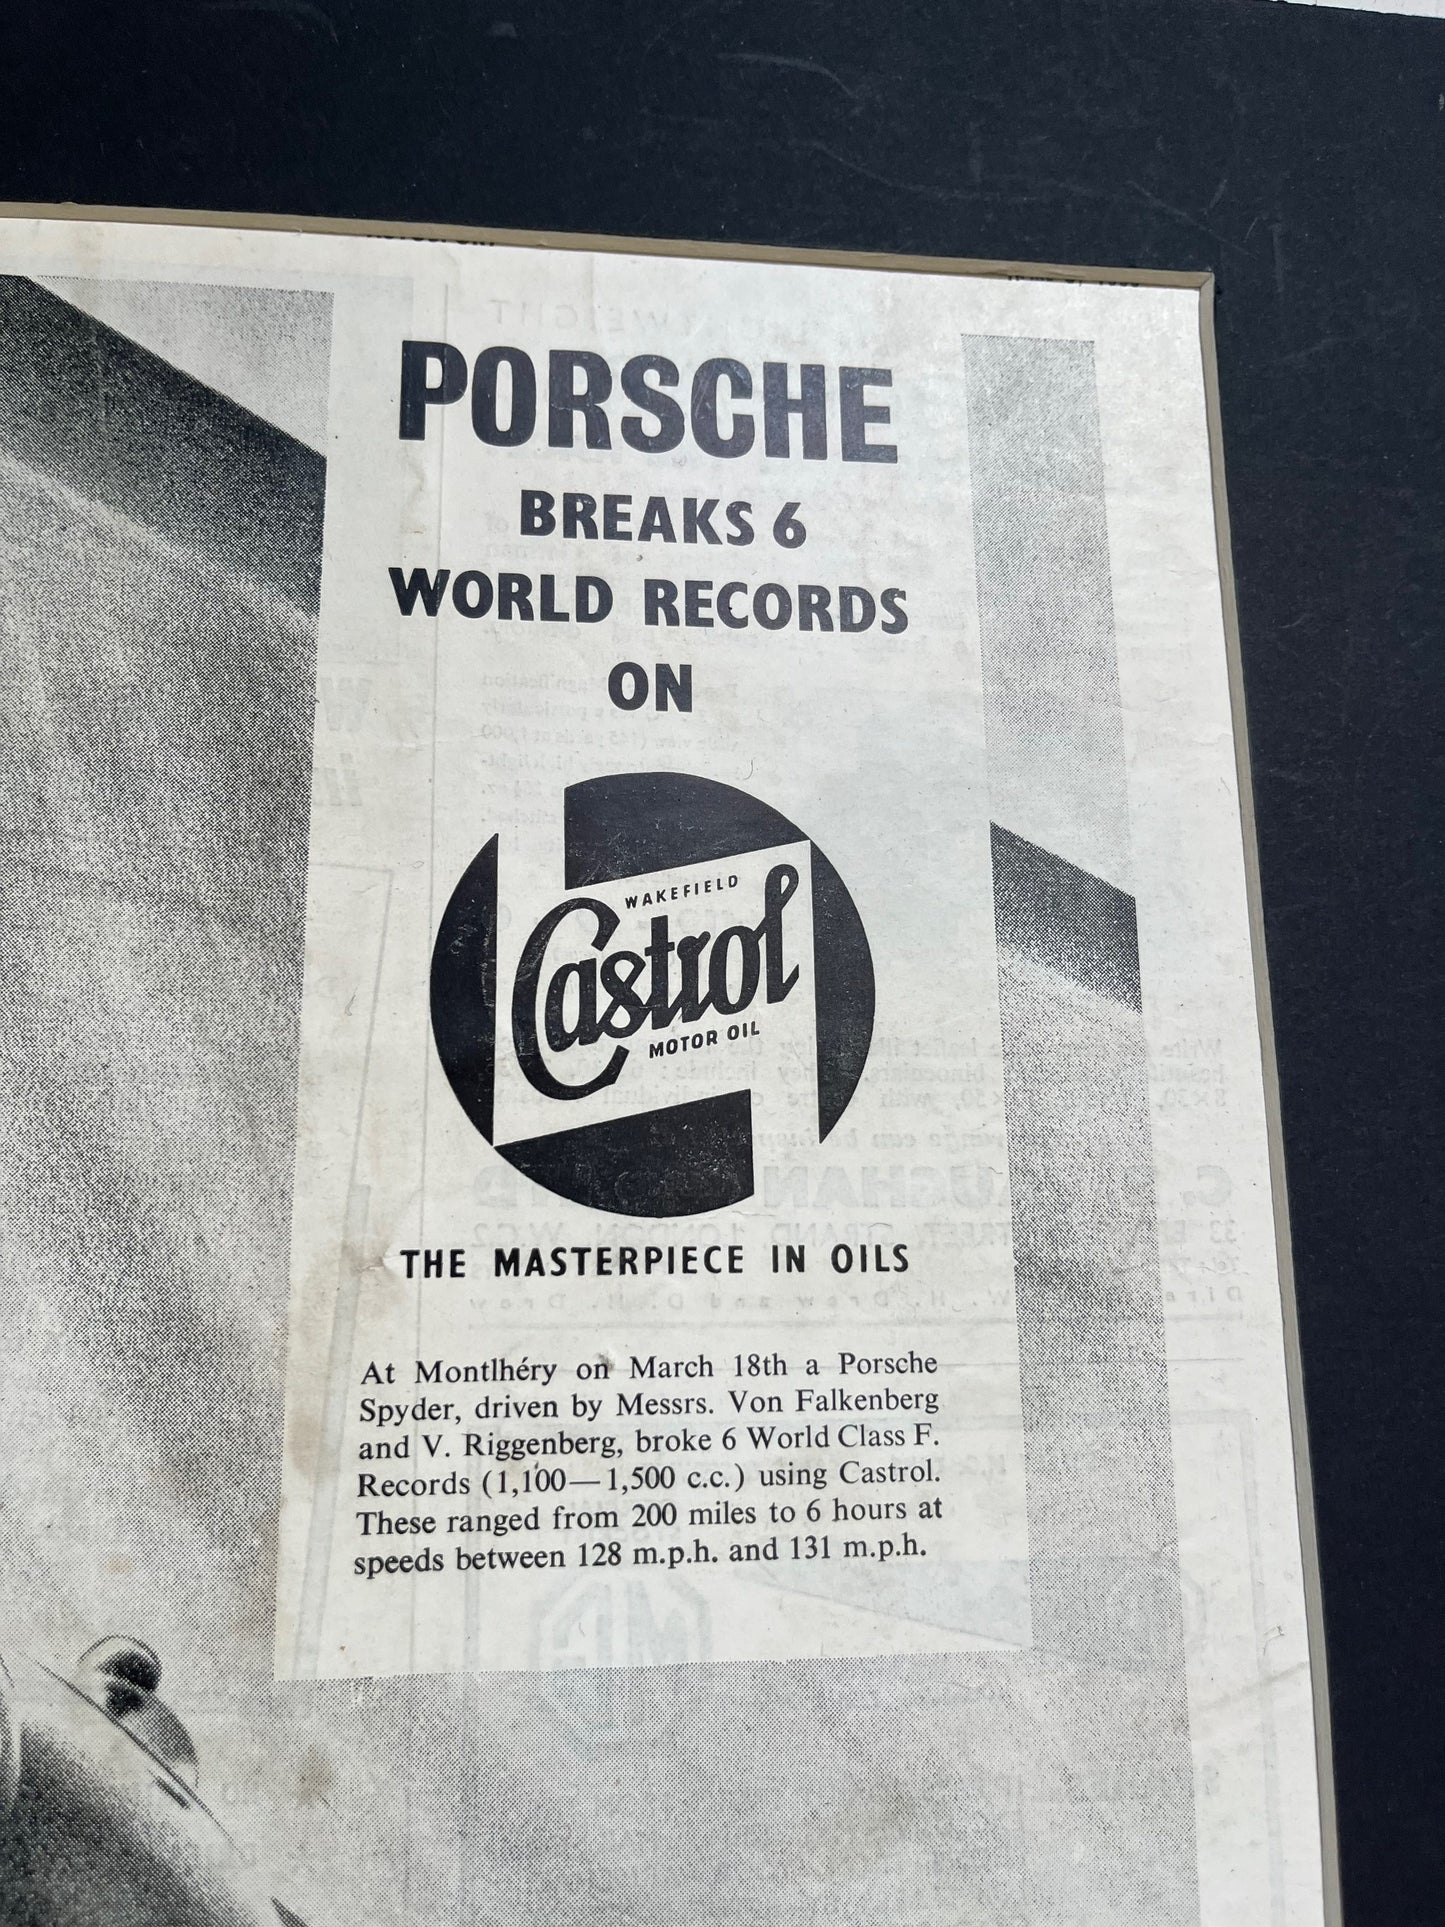 PORSCHE
BREAKS 6
WORLD RECORDS
ON
WAKEFIELD
Castrol
MOTOR OIL
THE MASTERPIECE IN OILS
At Montlhéry on March 18th a Porsche
Spyder, driven by Messrs. Von Falkenberg
and V. Riggenberg, broke 6 World Class F.
Records (1,100—1,500 c.c.) using Castrol.
These ranged from 200 miles to 6 hours at
speeds between 128 m.p.h. and 131 m.p.h.